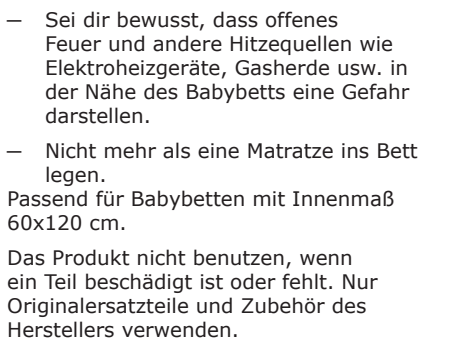 — Sei dir bewusst, dass offenes
Feuer und andere Hitzequellen wie
Elektroheizgeräte, Gasherde usw. in
der Nähe des Babybetts eine Gefahr
darstellen.
— Nicht mehr als eine Matratze ins Bett
legen.
Passend für Babybetten mit Innenmaß
60x120 cm.
Das Produkt nicht benutzen, wenn
ein Teil beschädigt ist oder fehlt. Nur
Originalersatzteile und Zubehör des
Herstellers verwenden.